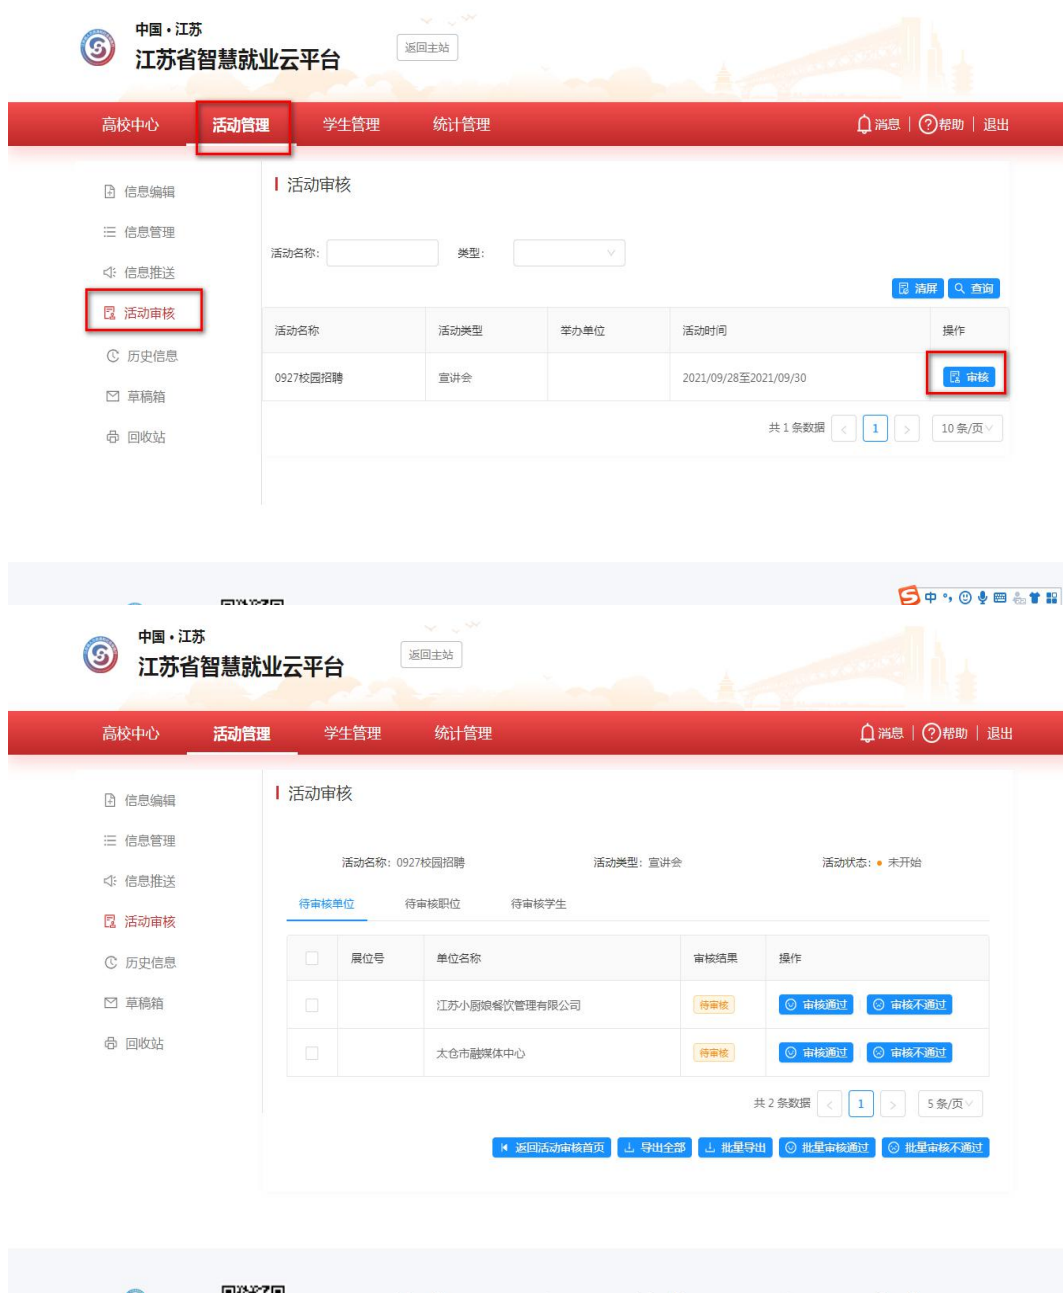 中国·江苏
江苏省智慧就业云平台
返回主站
高校中心 活动管理 学生管理 统计管理 消息 | ?帮助 | 退出
信息编辑
信息管理
信息推送
活动审核
历史信息
草稿箱
回收站
活动审核
活动名称: 类型:
清屏 查询
活动名称 活动类型 举办单位 活动时间 操作
0927校园招聘 宣讲会 2021/09/28至2021/09/30 审核
共 1 条数据 < 1 > 10 条/页
中
中国·江苏
江苏省智慧就业云平台
返回主站
高校中心 活动管理 学生管理 统计管理 消息 | ?帮助 | 退出
信息编辑
信息管理
信息推送
活动审核
历史信息
草稿箱
回收站
活动审核
活动名称: 0927校园招聘 活动类型: 宣讲会 活动状态: 未开始
待审核单位 待审核职位 待审核学生
展位号 单位名称 审核结果 操作
江苏小厨娘餐饮管理有限公司 待审核 审核通过 审核不通过
太仓市融媒体中心 待审核 审核通过 审核不通过
共 2 条数据 < 1 > 5 条/页
返回活动审核首页 导出全部 批量导出 批量审核通过 批量审核不通过